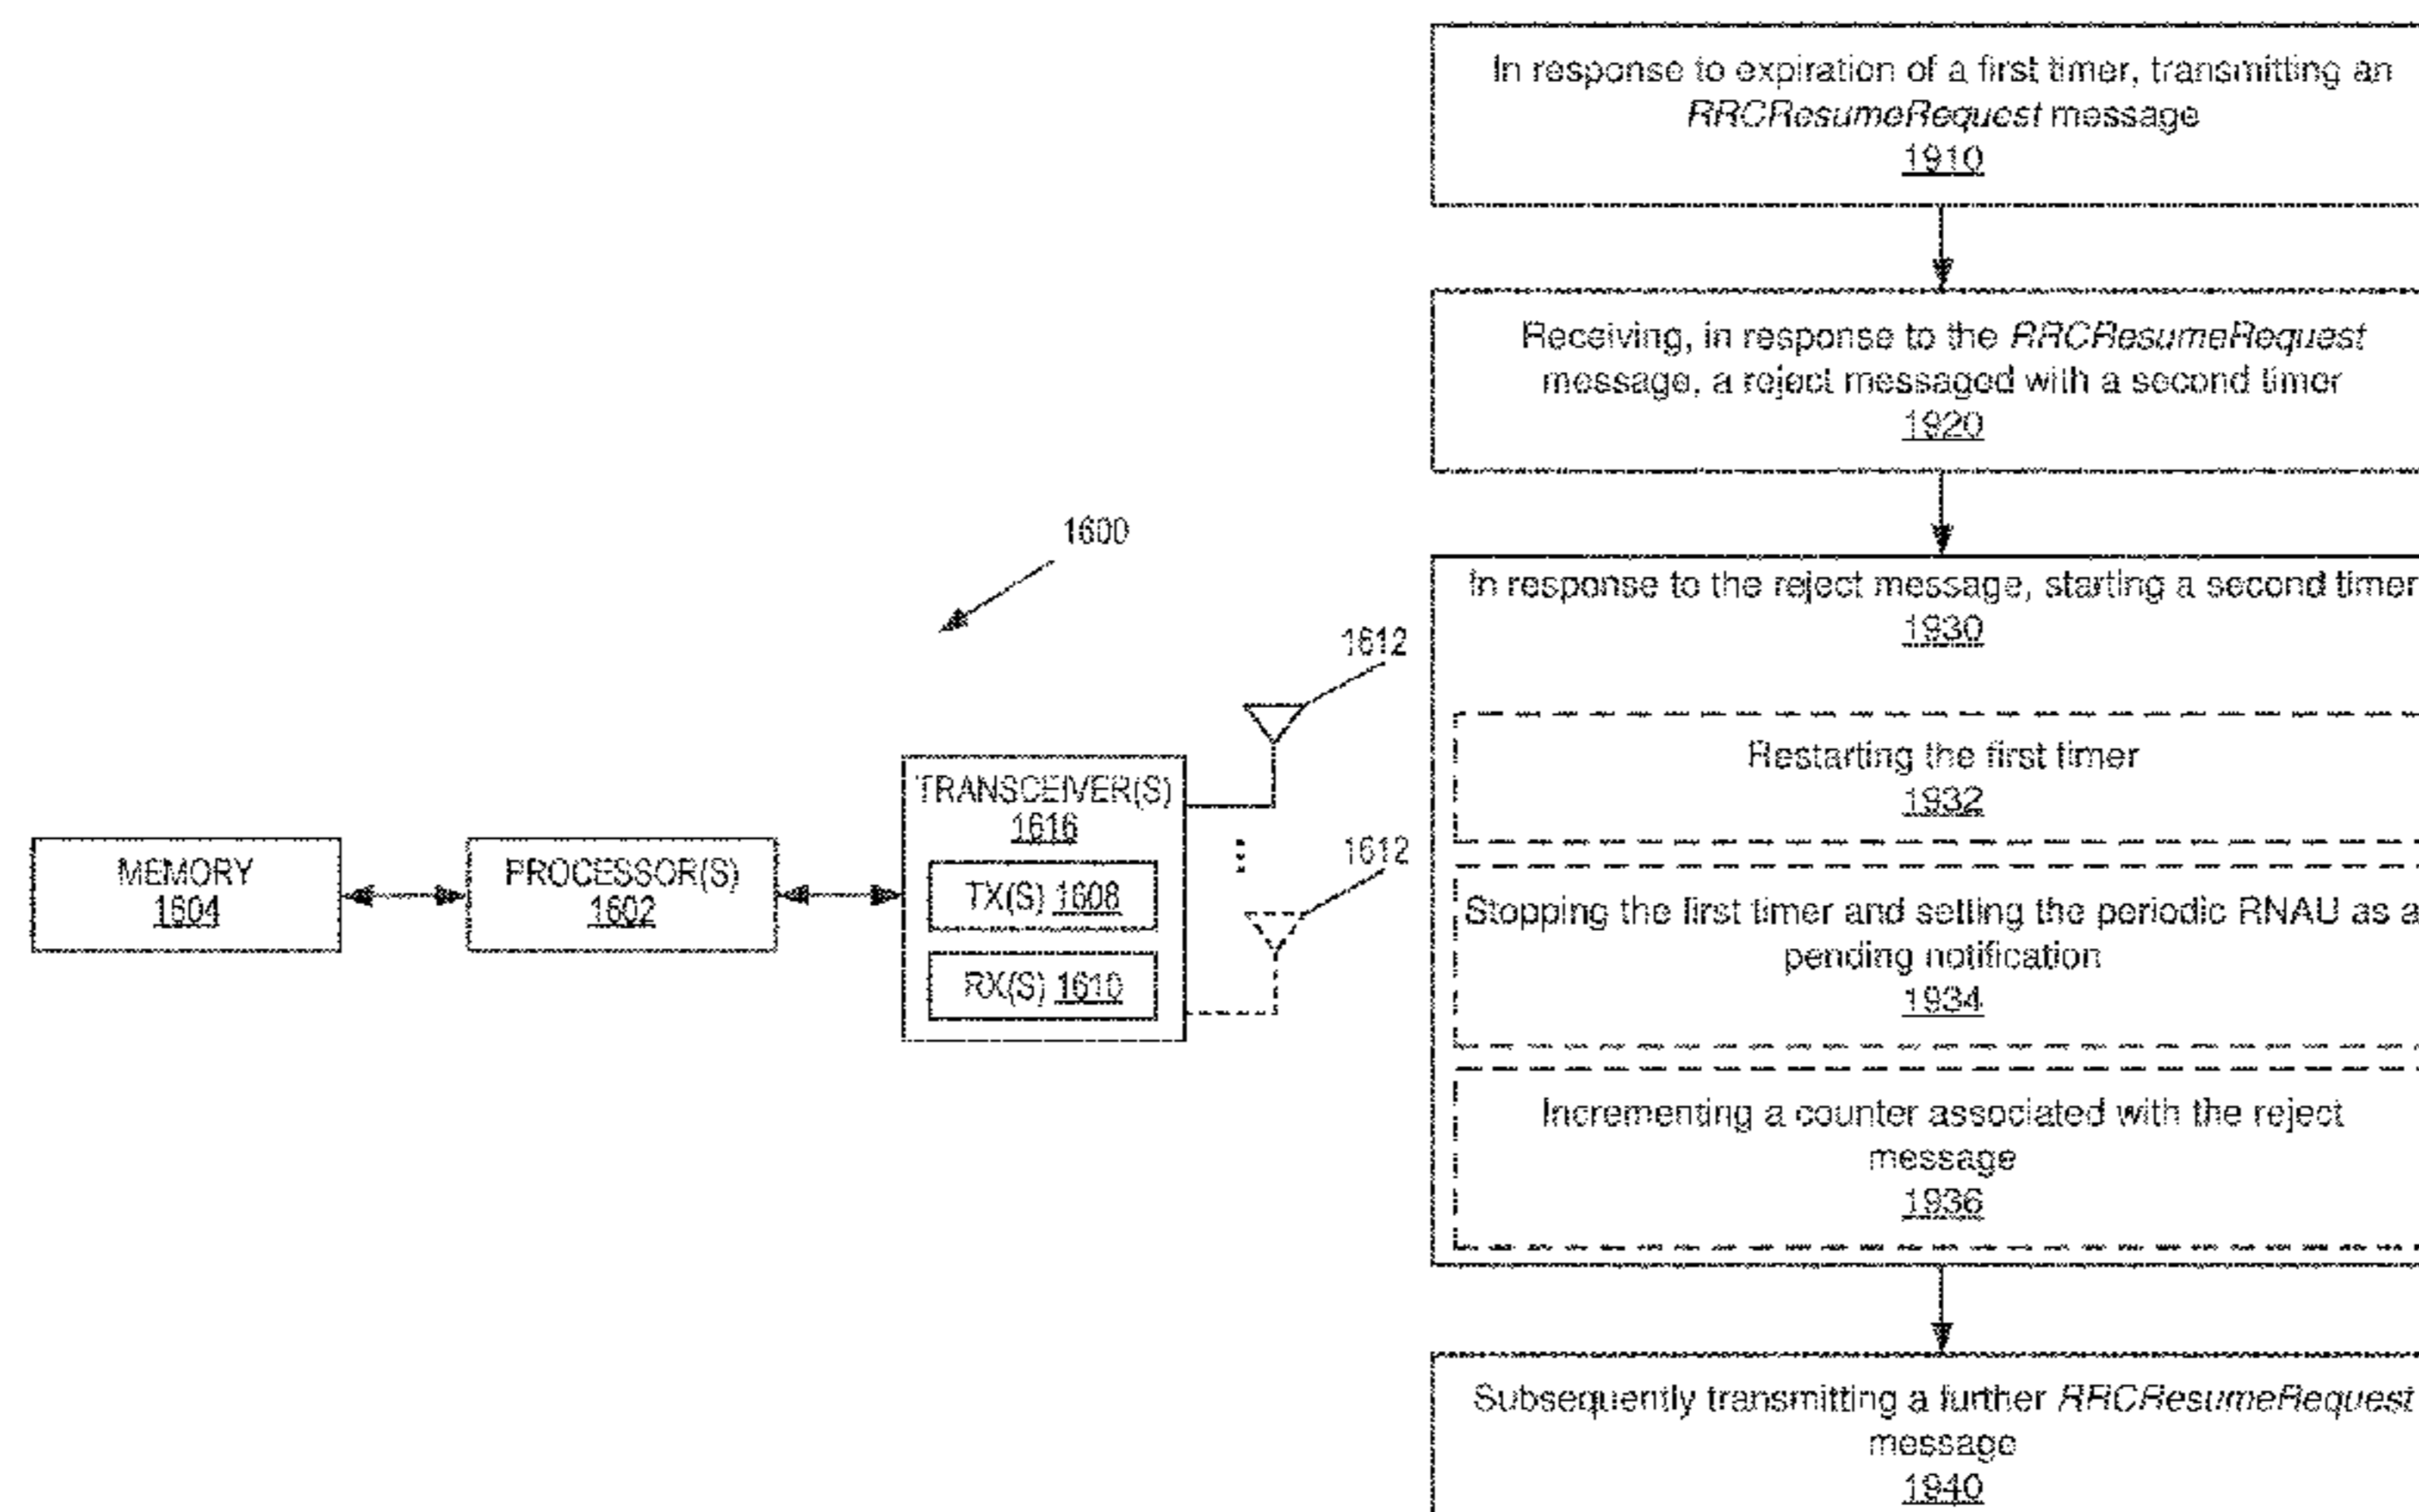 In response to expiration of a first timer, transmitting an
RRCResumeRequest message
1910
Receiving, in response to the RRCResumeRequest
message, a reject messaged with a second timer
1920
In response to the reject message, starting a second timer
1930
Restarting the first timer
1932
Stopping the first timer and setting the periodic RNAU as a
pending notification
1934
Incrementing a counter associated with the reject
message
1936
Subsequently transmitting a further RRCResumeRequest
message
1940
1600
1612
1612
MEMORY
1604
PROCESSOR(S)
1602
TRANSCEIVER(S)
1616
TX(S) 1608
RX(S) 1610